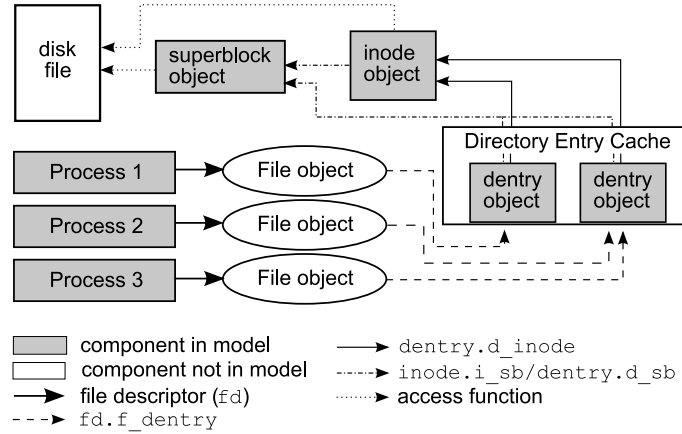 disk
file
superblock
object
inode
object
Directory Entry Cache
dentry
object
dentry
object
Process 1
File object
Process 2
File object
Process 3
File object
component in model
component not in model
file descriptor (fd)
fd.f_dentry
dentry.d_inode
inode.i_sb/dentry.d_sb
access function